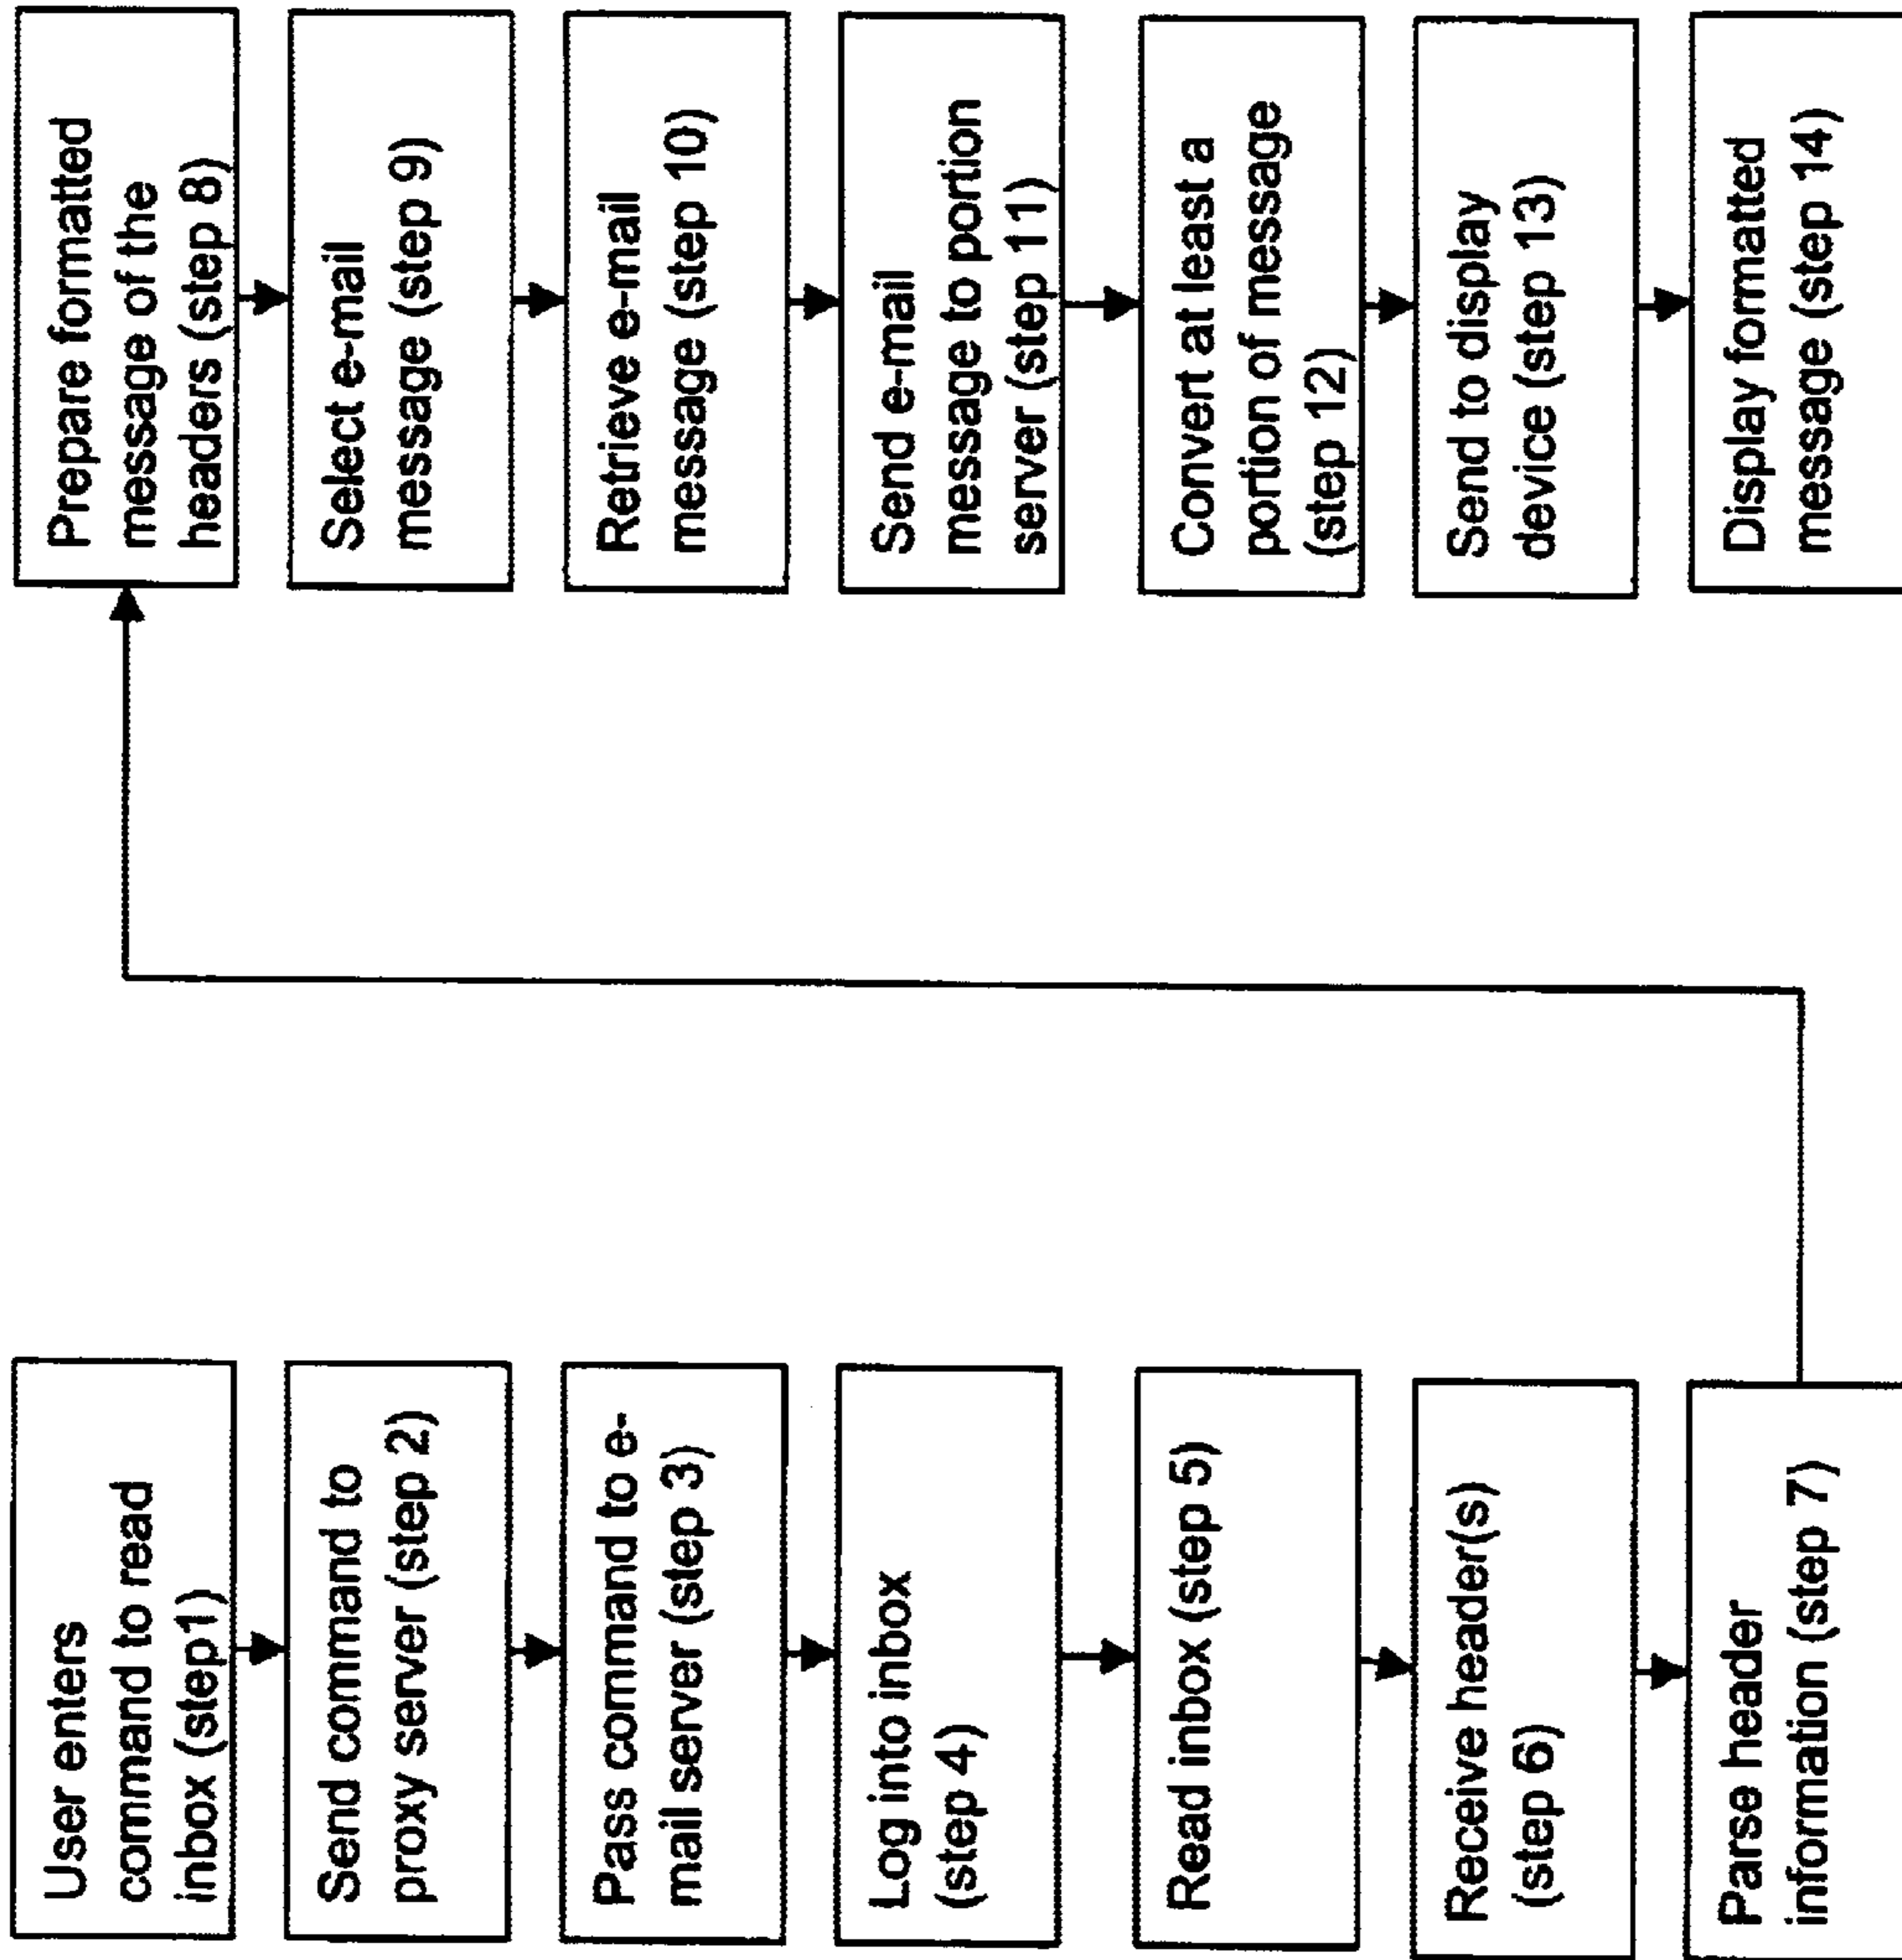 User enters
command to read
inbox (step1)
Send command to
proxy server (step 2)
Pass command to e-
mail server (step 3)
Log into inbox
(step 4)
Read inbox (step 5)
Receive header(s)
(step 6)
Parse header
information (step 7)
Prepare formatted
message of the
headers (step 8)
Select e-mail
message (step 9)
Retrieve e-mail
message (step 10)
Send e-mail
message to portion
server (step 11)
Convert at least a
portion of message
(step 12)
Send to display
device (step 13)
Display formatted
message (step 14)